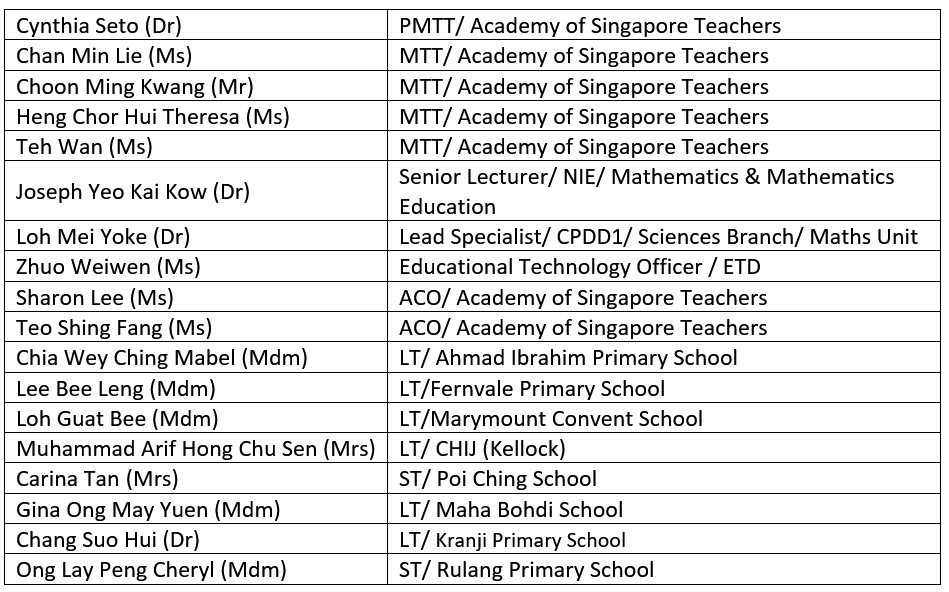 Cynthia Seto (Dr) PMTT/ Academy of Singapore Teachers
Chan Min Lie (Ms) MTT/ Academy of Singapore Teachers
Choon Ming Kwang (Mr) MTT/ Academy of Singapore Teachers
Heng Chor Hui Theresa (Ms) MTT/ Academy of Singapore Teachers
Teh Wan (Ms) MTT/ Academy of Singapore Teachers
Joseph Yeo Kai Kow (Dr) Senior Lecturer/ NIE/ Mathematics & Mathematics
Education
Loh Mei Yoke (Dr) Lead Specialist/ CPDD1/ Sciences Branch/ Maths Unit
Zhuo Weiwen (Ms) Educational Technology Officer / ETD
Sharon Lee (Ms) ACO/ Academy of Singapore Teachers
Teo Shing Fang (Ms) ACO/ Academy of Singapore Teachers
Chia Wey Ching Mabel (Mdm) LT/ Ahmad Ibrahim Primary School
Lee Bee Leng (Mdm) LT/Fernvale Primary School
Loh Guat Bee (Mdm) LT/Marymount Convent School
Muhammad Arif Hong Chu Sen (Mrs) LT/ CHIJ (Kellock)
Carina Tan (Mrs) ST/ Poi Ching School
Gina Ong May Yuen (Mdm) LT/ Maha Bohdi School
Chang Suo Hui (Dr) LT/ Kranji Primary School
Ong Lay Peng Cheryl (Mdm) ST/ Rulang Primary School